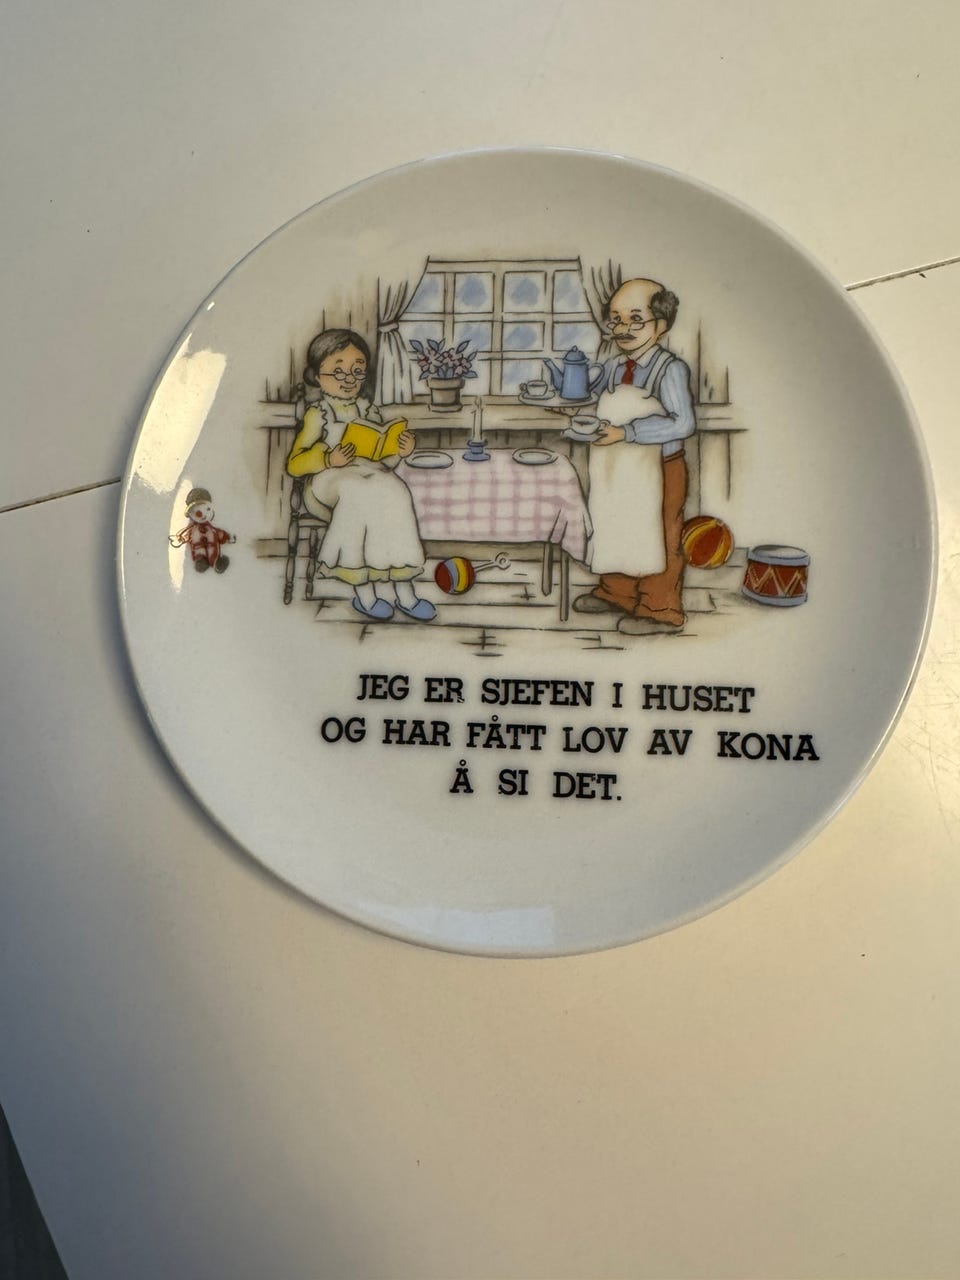 JEG ER SJEFEN I HUSET
OG HAR FÅTT LOV AV KONA
Å SI DET.